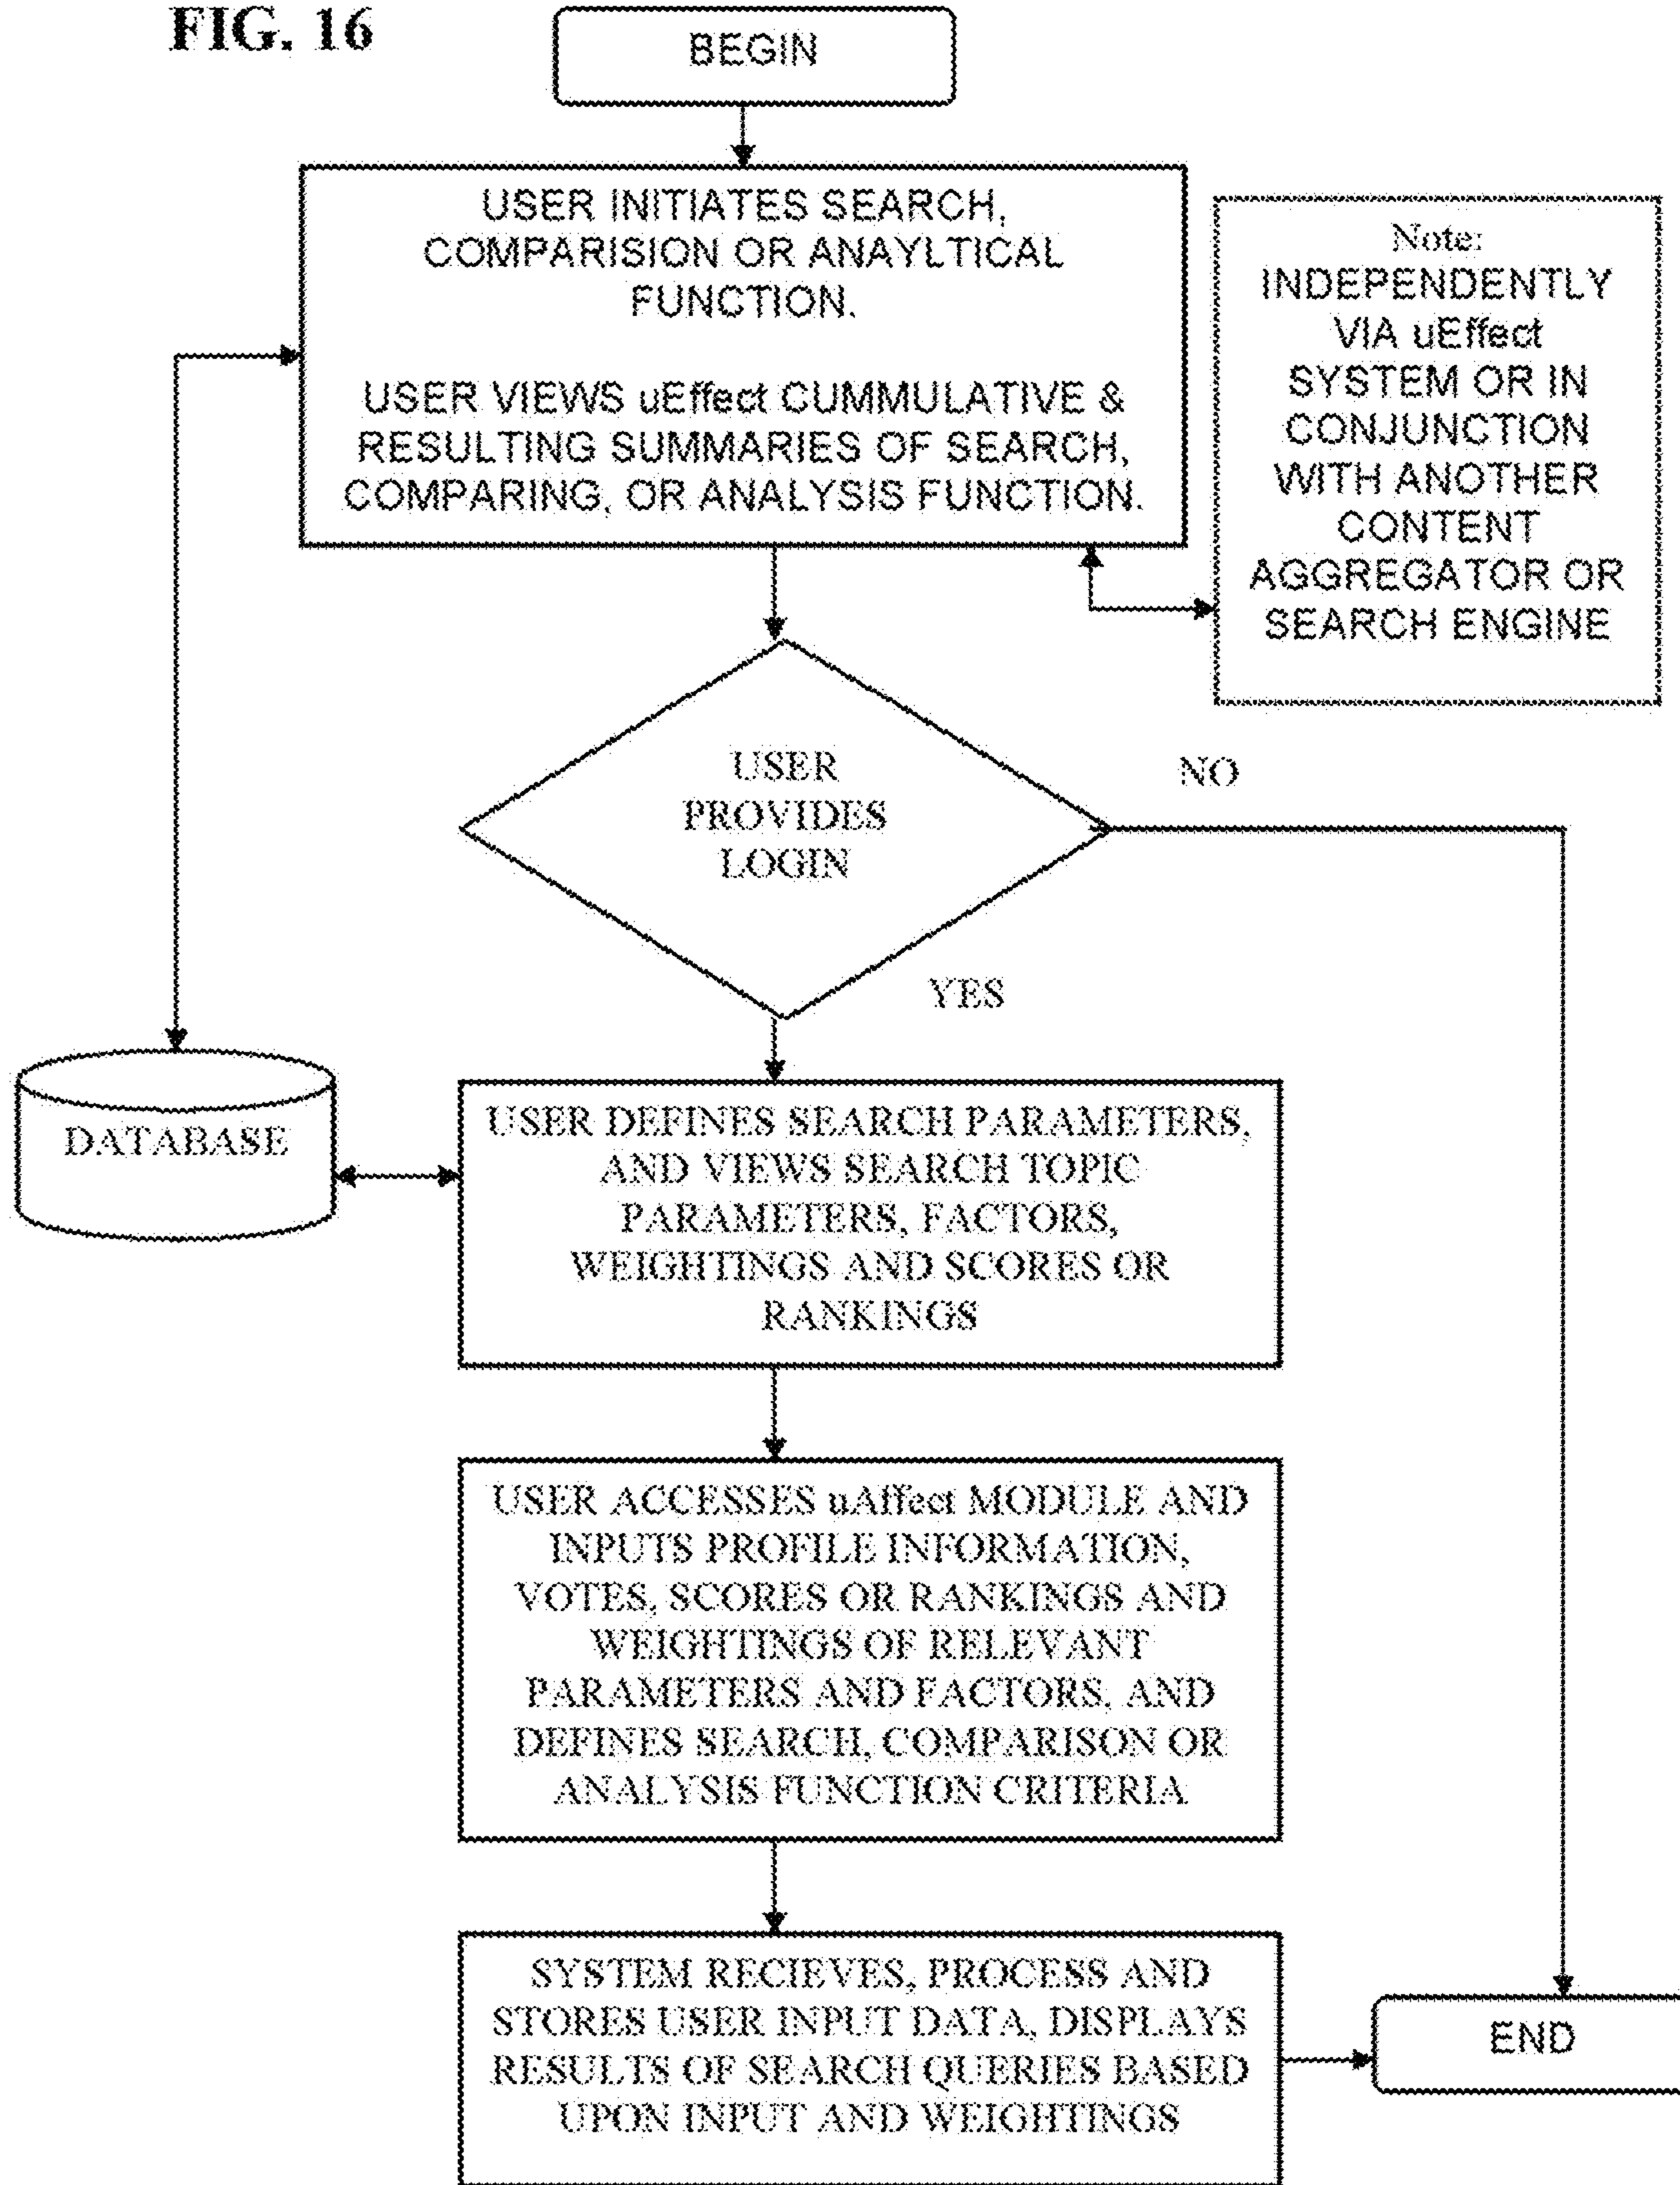 FIG. 16
BEGIN
USER INITIATES SEARCH,
COMPARISION OR ANAYLTICAL
FUNCTION.
USER VIEWS uEffect CUMMULATIVE &
RESULTING SUMMARIES OF SEARCH,
COMPARING, OR ANALYSIS FUNCTION.
Note:
INDEPENDENTLY
VIA uEffect
SYSTEM OR IN
CONJUNCTION
WITH ANOTHER
CONTENT
AGGREGATOR OR
SEARCH ENGINE
USER
PROVIDES
LOGIN
NO
YES
DATABASE
USER DEFINES SEARCH PARAMETERS,
AND VIEWS SEARCH TOPIC
PARAMETERS, FACTORS,
WEIGHTINGS AND SCORES OR
RANKINGS
USER ACCESSES uAffect MODULE AND
INPUTS PROFILE INFORMATION,
VOTES, SCORES OR RANKINGS AND
WEIGHTINGS OF RELEVANT
PARAMETERS AND FACTORS, AND
DEFINES SEARCH, COMPARISON OR
ANALYSIS FUNCTION CRITERIA
SYSTEM RECIEVES, PROCESS AND
STORES USER INPUT DATA, DISPLAYS
RESULTS OF SEARCH QUERIES BASED
UPON INPUT AND WEIGHTINGS
END